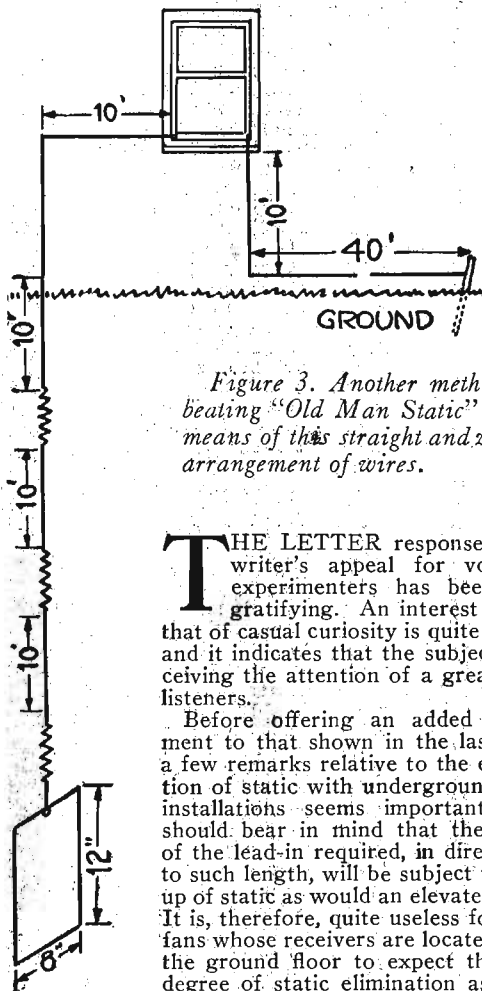 10'
10'
40'
GROUND
10"
10'
10'
12"
8"
Figure 3. Another meth
beating "Old Man Static"
means of this straight and z
arrangement of wires.
THE LETTER response
writer's appeal for vo
experimenters has bee
gratifying. An interest
that of casual curiosity is quite
and it indicates that the subjec
ceiving the attention of a grea
listeners.
Before offering an added
ment to that shown in the las
a few remarks relative to the e
tion of static with undergroun
installations seems important
should bear in mind that the
of the lead-in required, in dire
to such length, will be subject
up of static as would an elevate
It is, therefore, quite useless fo
fans whose receivers are locate
the ground floor to expect th
degree of static elimination as